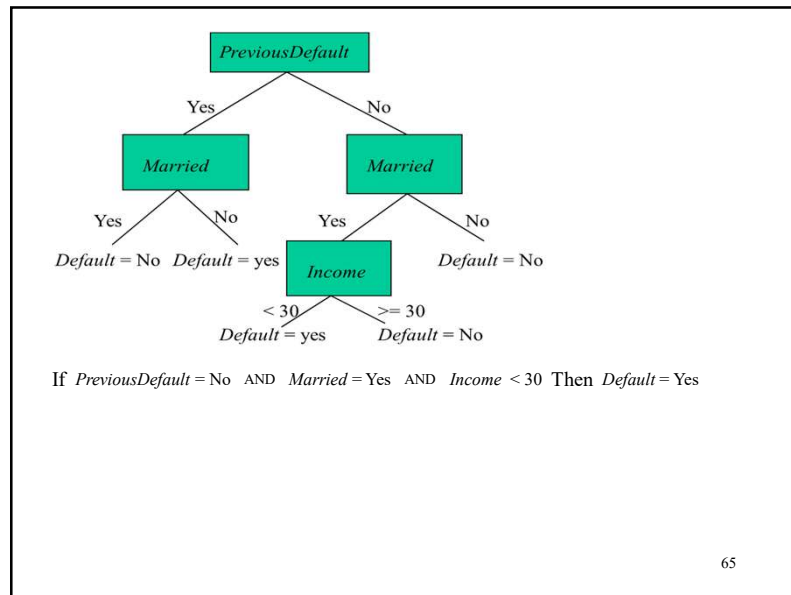 PreviousDefault
Yes No
Married Married
Yes No Yes No
Default = No Default = yes Income Default = No
< 30 >= 30
Default = yes Default = No
If PreviousDefault = No AND Married = Yes AND Income < 30 Then Default = Yes
65